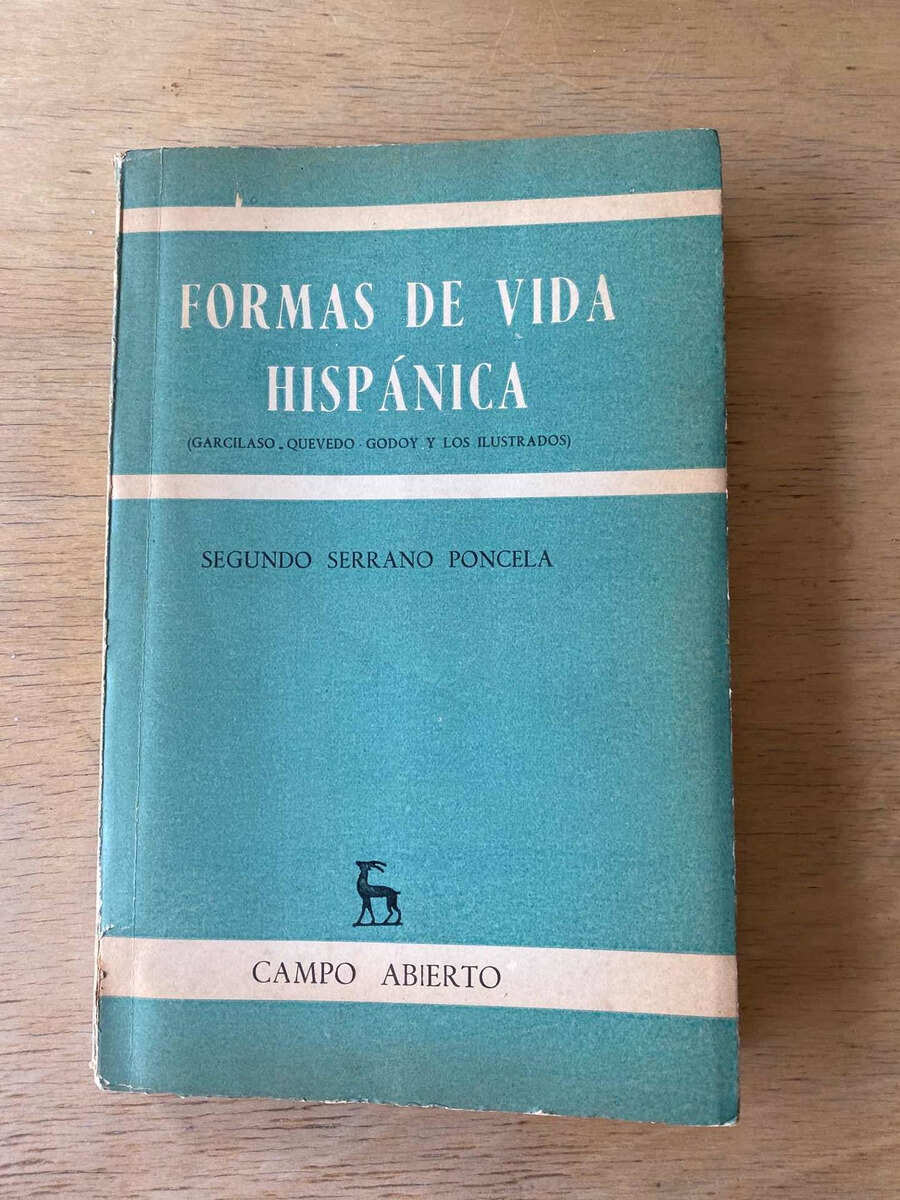 FORMAS DE VIDA
HISPÁNICA
(GARCILASO - QUEVEDO - GODOY Y LOS ILUSTRADOS)
SEGUNDO SERRANO PONCELA
CAMPO ABIERTO